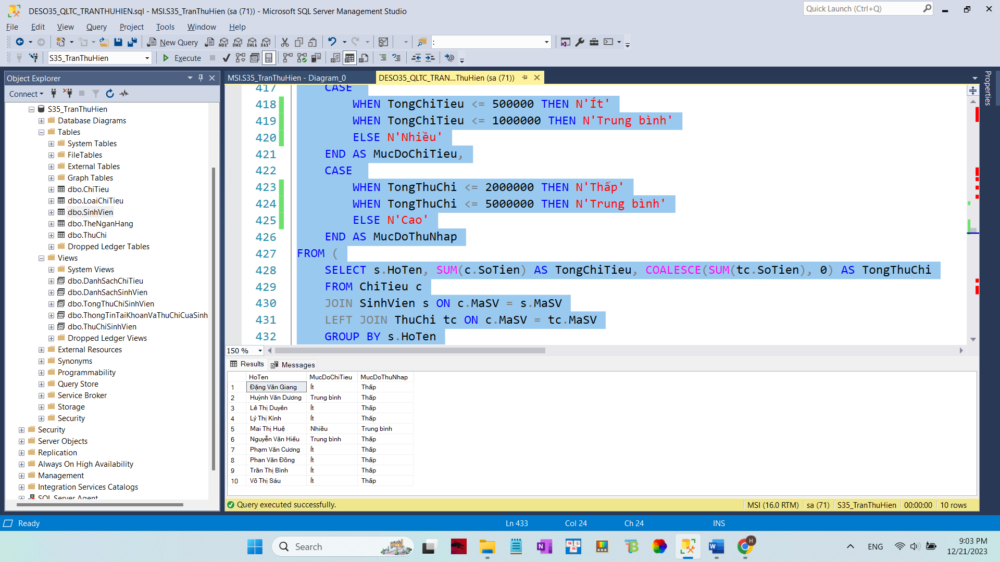 DESO35_QLTC_TRANTHUHIEN.sql - MSI.S35_TranThuHien (sa (71)) - Microsoft SQL Server Management Studio
Quick Launch (Ctrl+Q)
File Edit View Query Project Tools Window Help
New Query MDX DMX XMLA DAX :
S35_TranThuHien Execute
Object Explorer
Connect
S35_TranThuHien
Database Diagrams
Tables
System Tables
FileTables
External Tables
Graph Tables
dbo.ChiTieu
dbo.LoaiChiTieu
dbo.SinhVien
dbo.TheNganHang
dbo.ThuChi
Dropped Ledger Tables
Views
System Views
dbo.DanhSachChiTieu
dbo.DanhSachSinhVien
dbo.TongThuChiSinhVien
dbo.ThongTinTaiKhoanVaThuChiCuaSinh
dbo.ThuChiSinhVien
Dropped Ledger Views
External Resources
Synonyms
Programmability
Query Store
Service Broker
Storage
Security
Security
Server Objects
Replication
Always On High Availability
Management
Integration Services Catalogs
SQL Server Agent
MSI.S35_TranThuHien - Diagram_0
DESO35_QLTC_TRAN...ThuHien (sa (71))
Properties
417 CASE
418 WHEN TongChiTieu <= 500000 THEN N'Ít'
419 WHEN TongChiTieu <= 1000000 THEN N'Trung bình'
420 ELSE N'Nhiều'
421 END AS MucDoChiTieu,
422 CASE
423 WHEN TongThuChi <= 2000000 THEN N'Thấp'
424 WHEN TongThuChi <= 5000000 THEN N'Trung bình'
425 ELSE N'Cao'
426 END AS MucDoThuNhap
427 FROM (
428 SELECT s.HoTen, SUM(c.SoTien) AS TongChiTieu, COALESCE(SUM(tc.SoTien), 0) AS TongThuChi
429 FROM ChiTieu c
430 JOIN SinhVien s ON c.MaSV = s.MaSV
431 LEFT JOIN ThuChi tc ON c.MaSV = tc.MaSV
432 GROUP BY s.HoTen
150 %
Results Messages
HoTen MucDoChiTieu MucDoThuNhap
1 Đặng Văn Giang Ít Thấp
2 Huỳnh Văn Dương Trung bình Thấp
3 Lê Thị Duyên Ít Thấp
4 Lý Thị Kính Ít Thấp
5 Mai Thị Huệ Nhiều Trung bình
6 Nguyễn Văn Hiếu Trung bình Thấp
7 Phạm Văn Cương Ít Thấp
8 Phan Văn Đồng Ít Thấp
9 Trần Thị Bình Ít Thấp
10 Võ Thị Sáu Ít Thấp
Query executed successfully. MSI (16.0 RTM) sa (71) S35_TranThuHien 00:00:00 10 rows
Ready Ln 433 Col 24 Ch 24 INS
Search
ENG
9:03 PM
12/21/2023